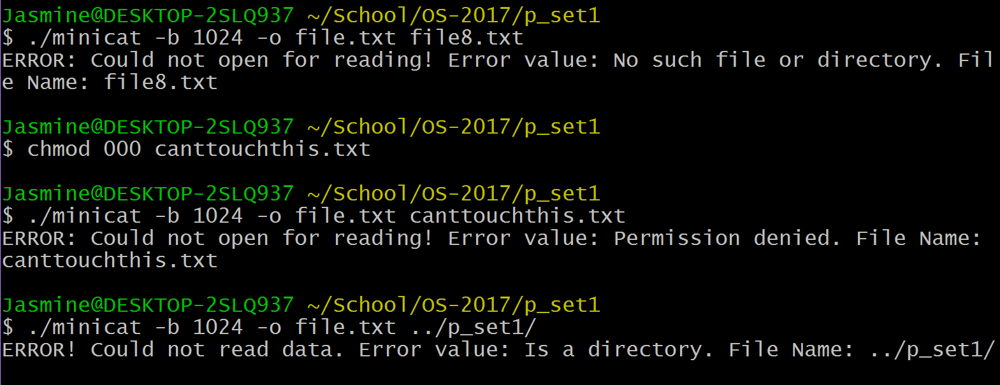 Jasmine@DESKTOP-2SLQ937 ~/School/OS-2017/p_set1
$ ./minicat -b 1024 -o file.txt file8.txt
ERROR: Could not open for reading! Error value: No such file or directory. Fil
e Name: file8.txt
Jasmine@DESKTOP-2SLQ937 ~/School/OS-2017/p_set1
$ chmod 000 canttouchthis.txt
Jasmine@DESKTOP-2SLQ937 ~/School/OS-2017/p_set1
$ ./minicat -b 1024 -o file.txt canttouchthis.txt
ERROR: Could not open for reading! Error value: Permission denied. File Name:
canttouchthis.txt
Jasmine@DESKTOP-2SLQ937 ~/School/OS-2017/p_set1
$ ./minicat -b 1024 -o file.txt ../p_set1/
ERROR! Could not read data. Error value: Is a directory. File Name: ../p_set1/